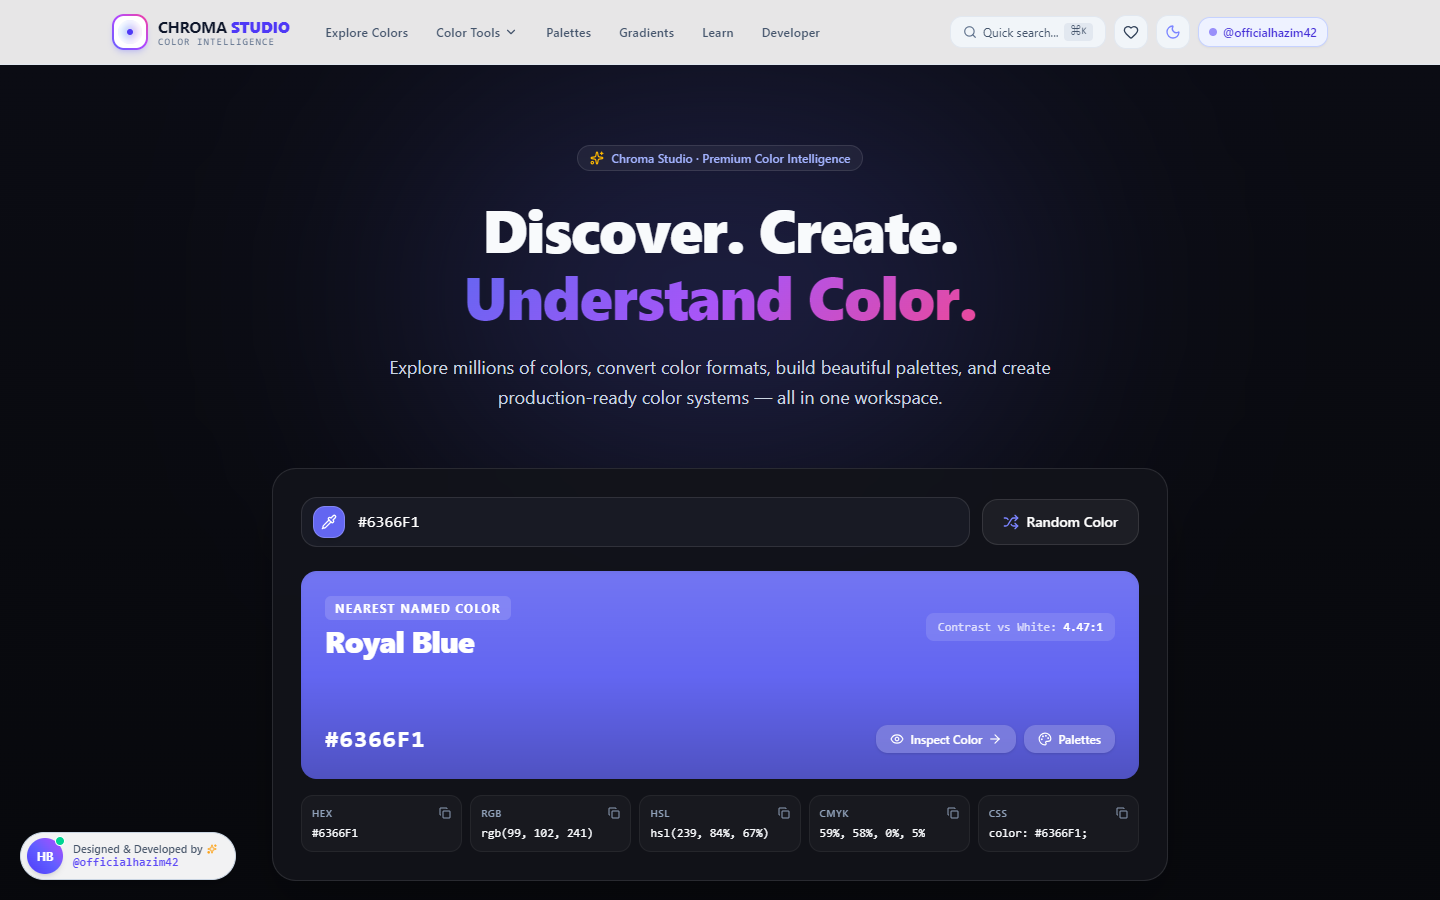 CHROMA STUDIO
COLOR INTELLIGENCE
Explore Colors
Color Tools
Palettes
Gradients
Learn
Developer
Quick search...
⌘K
@officialhazim42
Chroma Studio · Premium Color Intelligence
Discover. Create.
Understand Color.
Explore millions of colors, convert color formats, build beautiful palettes, and create
production-ready color systems — all in one workspace.
#6366F1
Random Color
NEAREST NAMED COLOR
Royal Blue
Contrast vs White: 4.47:1
#6366F1
Inspect Color →
Palettes
HEX
#6366F1
RGB
rgb(99, 102, 241)
HSL
hsl(239, 84%, 67%)
CMYK
59%, 58%, 0%, 5%
CSS
color: #6366F1;
HB
Designed & Developed by ✨
@officialhazim42